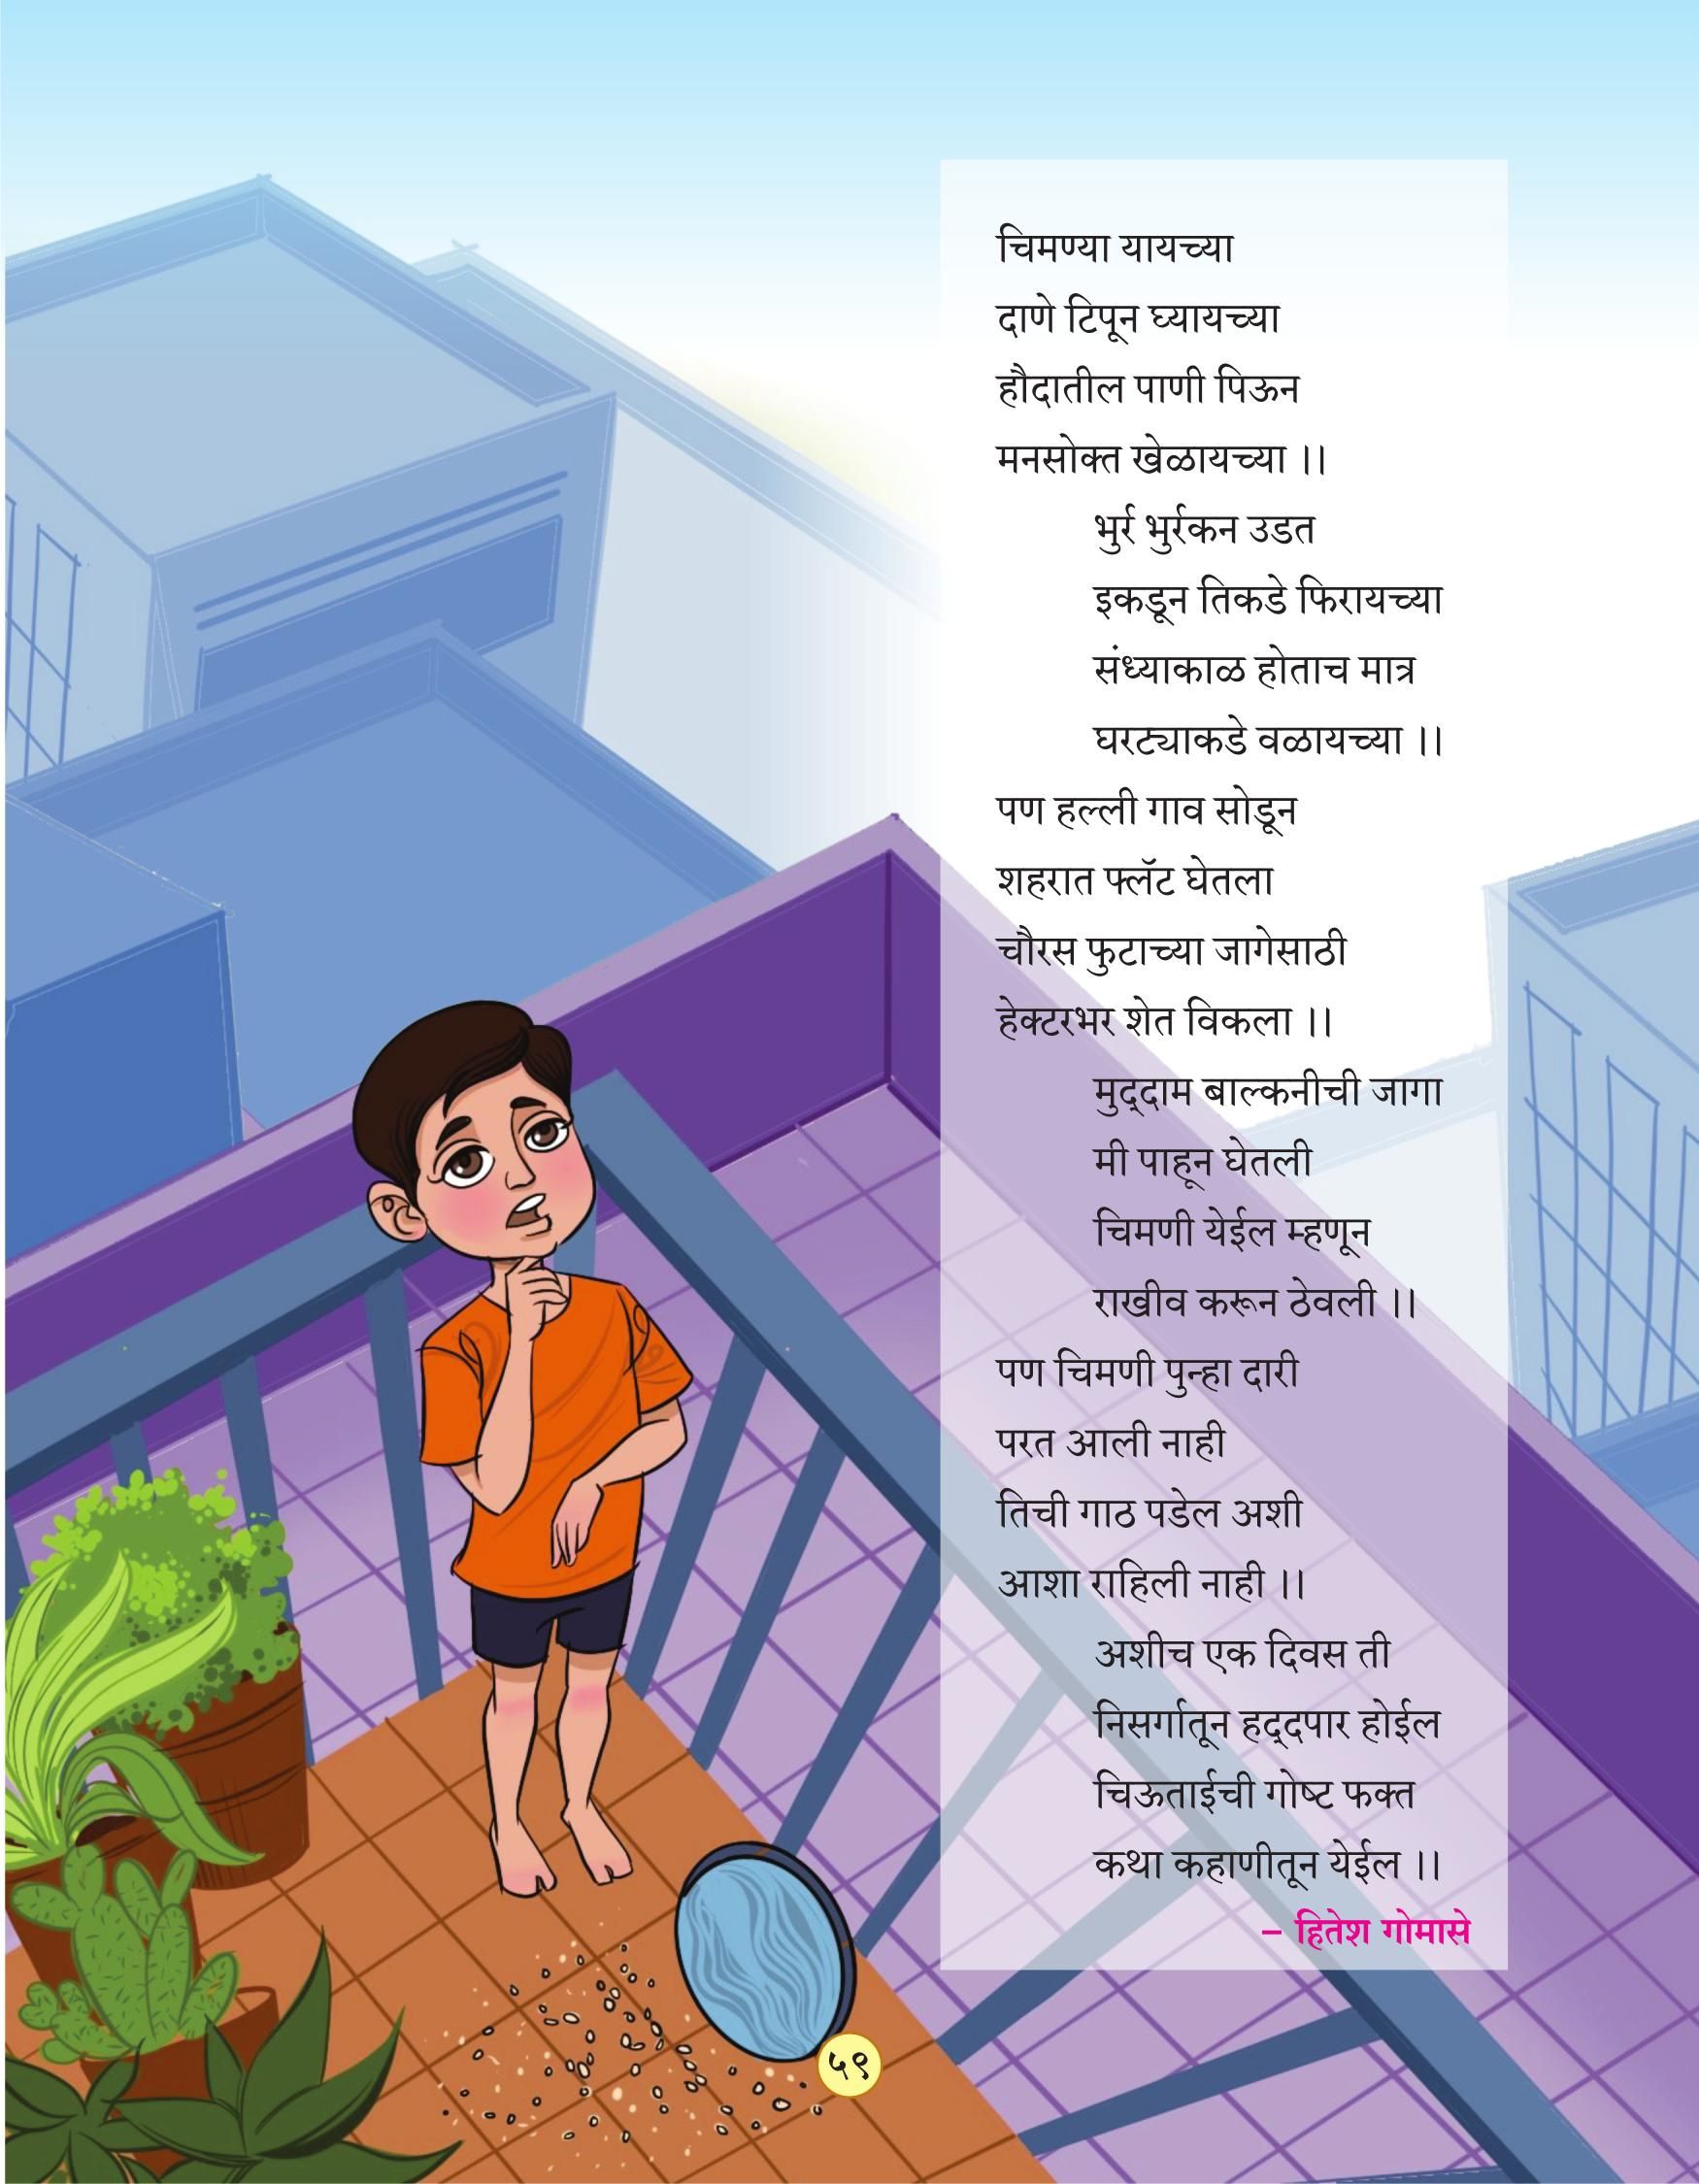 चिमण्या यायच्या
दाणे टिपून घ्यायच्या
हौदातील पाणी पिऊन
मनसोक्त खेळायच्या ।।
भुर्र भुर्रकन उडत
इकडून तिकडे फिरायच्या
संध्याकाळ होताच मात्र
घरट्याकडे वळायच्या ।।
पण हल्ली गाव सोडून
शहरात फ्लॅट घेतला
चौरस फुटाच्या जागेसाठी
हेक्टरभर शेत विकला ।।
मुद्‌दाम बाल्कनीची जागा
मी पाहून घेतली
चिमणी येईल म्हणून
राखीव करून ठेवली ।।
पण चिमणी पुन्हा दारी
परत आली नाही
तिची गाठ पडेल अशी
आशा राहिली नाही ।।
अशीच एक दिवस ती
निसर्गातून हद्‌दपार होईल
चिऊताईची गोष्ट फक्त
कथा कहाणीतून येईल ।।
– हितेश गोमासे
५९